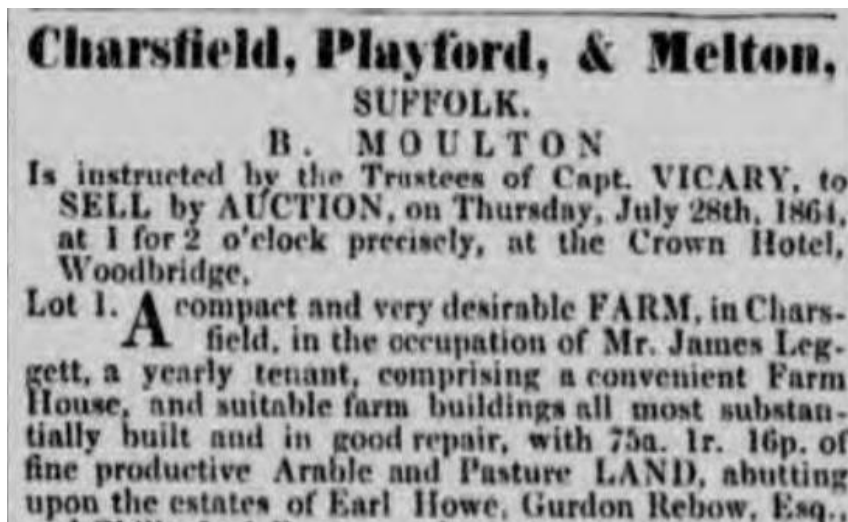 Charsfield, Playford, & Melton,
SUFFOLK.
B. MOULTON
Is instructed by the Trustees of Capt. VICARY, to
SELL by AUCTION, on Thursday, July 28th, 1864,
at 1 for 2 o'clock precisely, at the Crown Hotel,
Woodbridge.
Lot 1. A compact and very desirable FARM, in Chars-
field, in the occupation of Mr. James Leg-
gett, a yearly tenant, comprising a convenient Farm
House, and suitable farm buildings all most substan-
tially built and in good repair, with 75a. 1r. 16p. of
fine productive Arable and Pasture LAND, abutting
upon the estates of Earl Howe, Gurdon Rebow, Esq.,